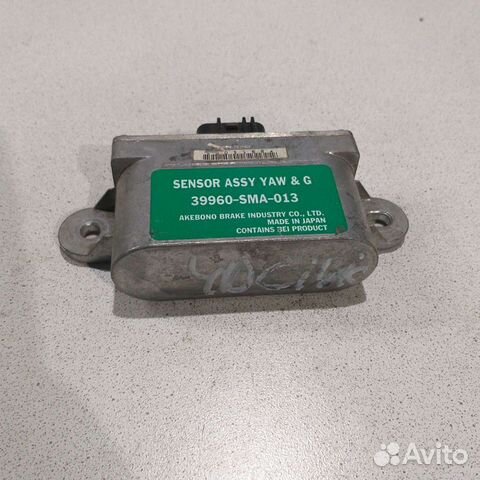 SENSOR ASSY YAW & G
39960-SMA-013
AKEBONO BRAKE INDUSTRY CO., LTD.
MADE IN JAPAN
CONTAINS BEI PRODUCT
Avito